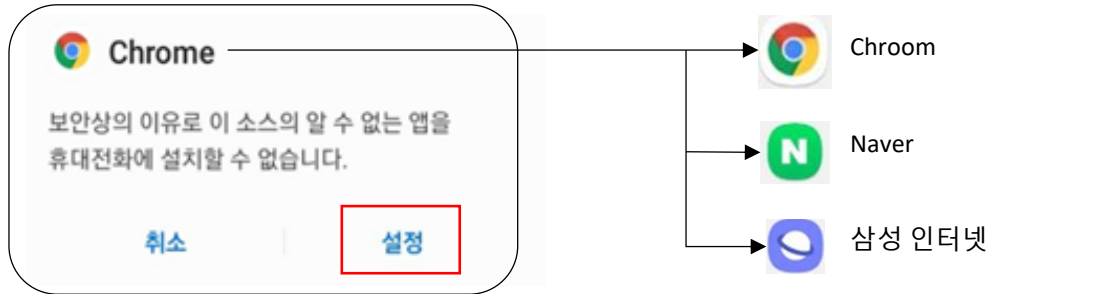 Chrome
보안상의 이유로 이 소스의 알 수 없는 앱을
휴대전화에 설치할 수 없습니다.
취소
설정
Chroom
N
Naver
삼성 인터넷